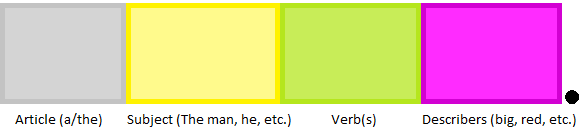 Article (a/the) Subject (The man, he, etc.) Verb(s) Describers (big, red, etc.)